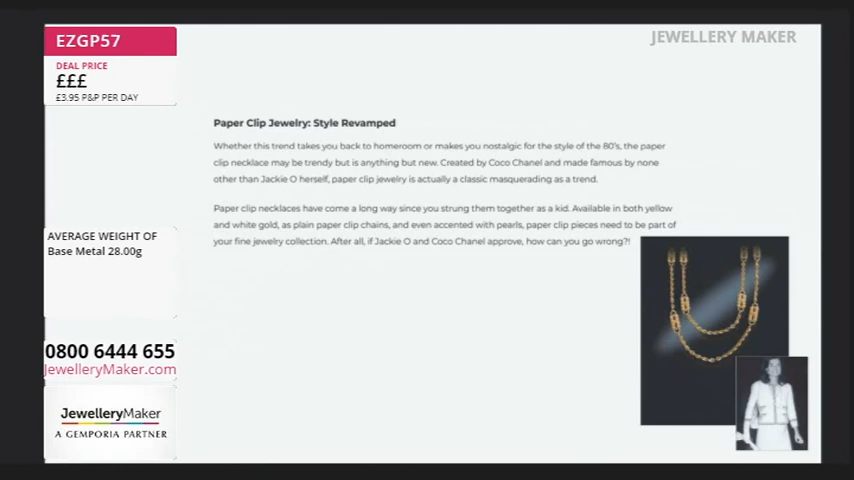 EZGP57
DEAL PRICE
£££
£3.95 P&P PER DAY
AVERAGE WEIGHT OF
Base Metal 28.00g
0800 6444 655
JewelleryMaker.com
JewelleryMaker
A GEMPORIA PARTNER
JEWELLERY MAKER
Paper Clip Jewelry: Style Revamped
Whether this trend takes you back to homeroom or makes you nostalgic for the style of the 80's, the paper
clip necklace may be trendy but is anything but new. Created by Coco Chanel and made famous by none
other than Jackie O herself, paper clip jewelry is actually a classic masquerading as a trend.
Paper clip necklaces have come a long way since you strung them together as a kid. Available in both yellow
and white gold, as plain paper clip chains, and even accented with pearls, paper clip pieces need to be part of
your fine jewelry collection. After all, if Jackie O and Coco Chanel approve, how can you go wrong?!